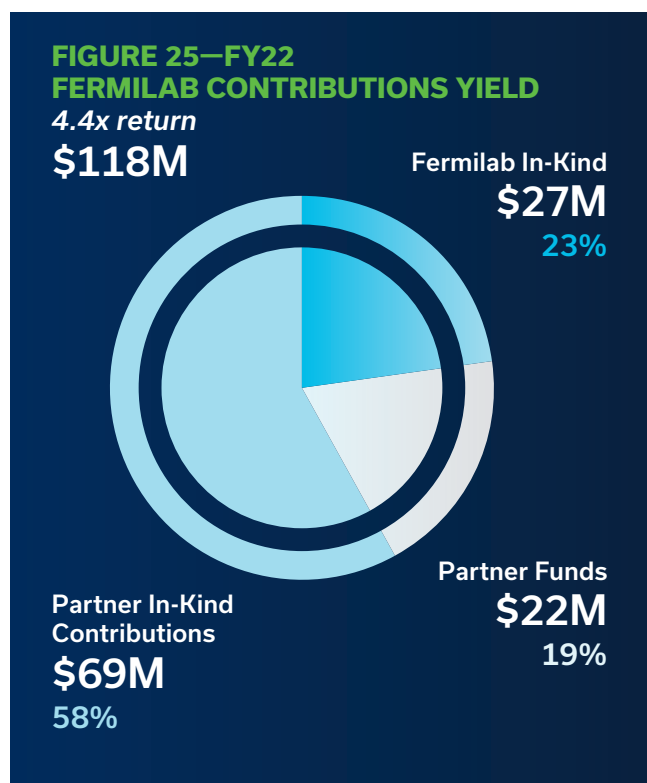 FIGURE 25—FY22
FERMILAB CONTRIBUTIONS YIELD
4.4x return
$118M
Fermilab In-Kind
$27M
23%
Partner Funds
$22M
19%
Partner In-Kind
Contributions
$69M
58%